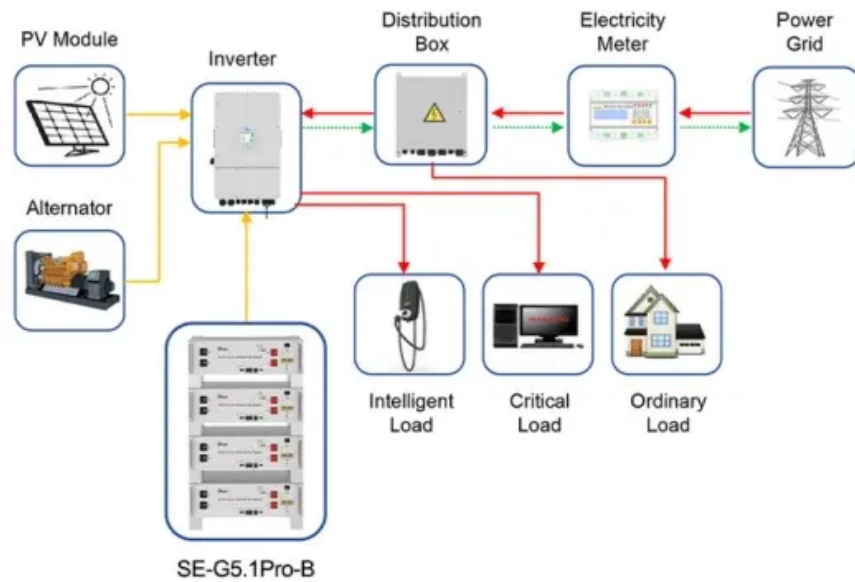 PV Module
Inverter
Distribution
Box
Electricity
Meter
Power
Grid
Alternator
Intelligent
Load
Critical
Load
Ordinary
Load
SE-G5.1Pro-B